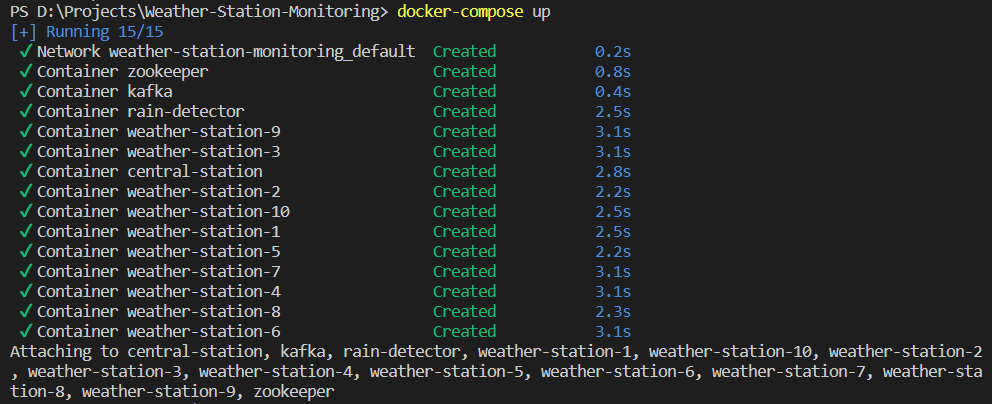 PS D:\Projects\Weather-Station-Monitoring> docker-compose up
[+] Running 15/15
✔ Network weather-station-monitoring_default Created 0.2s
✔ Container zookeeper Created 0.8s
✔ Container kafka Created 0.4s
✔ Container rain-detector Created 2.5s
✔ Container weather-station-9 Created 3.1s
✔ Container weather-station-3 Created 3.1s
✔ Container central-station Created 2.8s
✔ Container weather-station-2 Created 2.2s
✔ Container weather-station-10 Created 2.5s
✔ Container weather-station-1 Created 2.5s
✔ Container weather-station-5 Created 2.2s
✔ Container weather-station-7 Created 3.1s
✔ Container weather-station-4 Created 3.1s
✔ Container weather-station-8 Created 2.3s
✔ Container weather-station-6 Created 3.1s
Attaching to central-station, kafka, rain-detector, weather-station-1, weather-station-10, weather-station-2
, weather-station-3, weather-station-4, weather-station-5, weather-station-6, weather-station-7, weather-sta
tion-8, weather-station-9, zookeeper